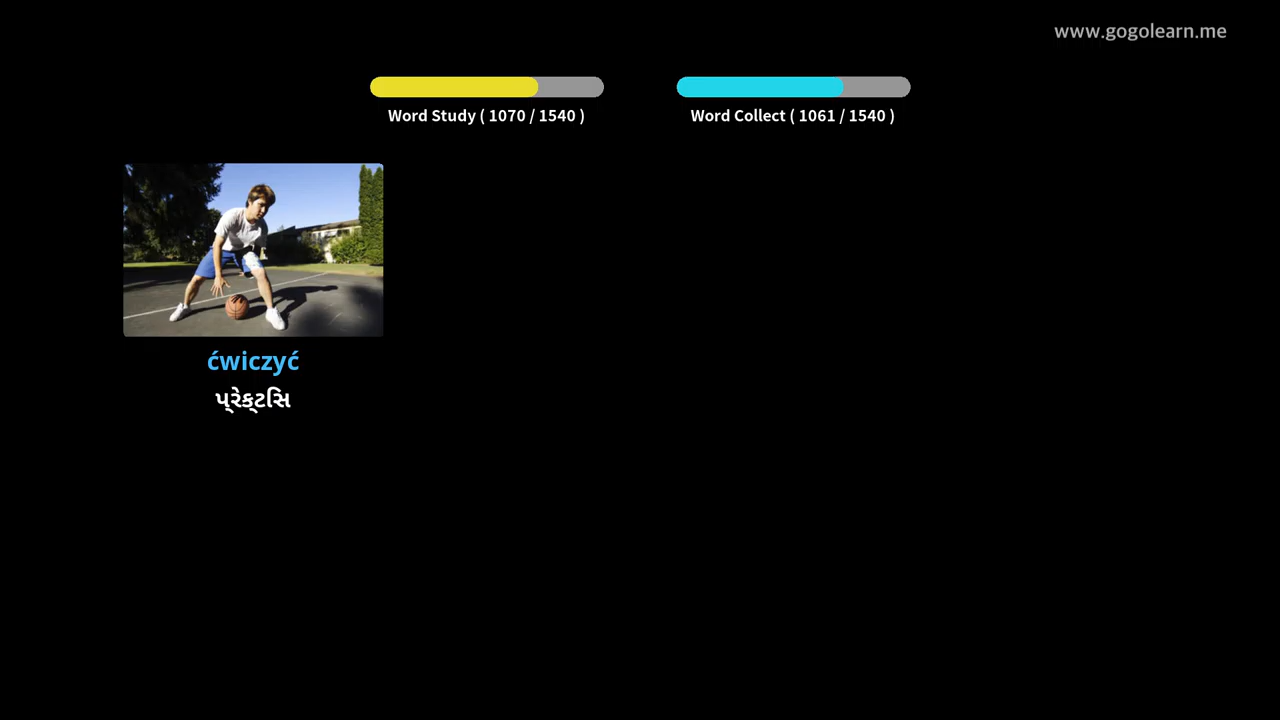 www.gogolearn.me
Word Study ( 1070 / 1540 )
Word Collect ( 1061 / 1540 )
ćwiczyć
પ્રેક્ટિસ